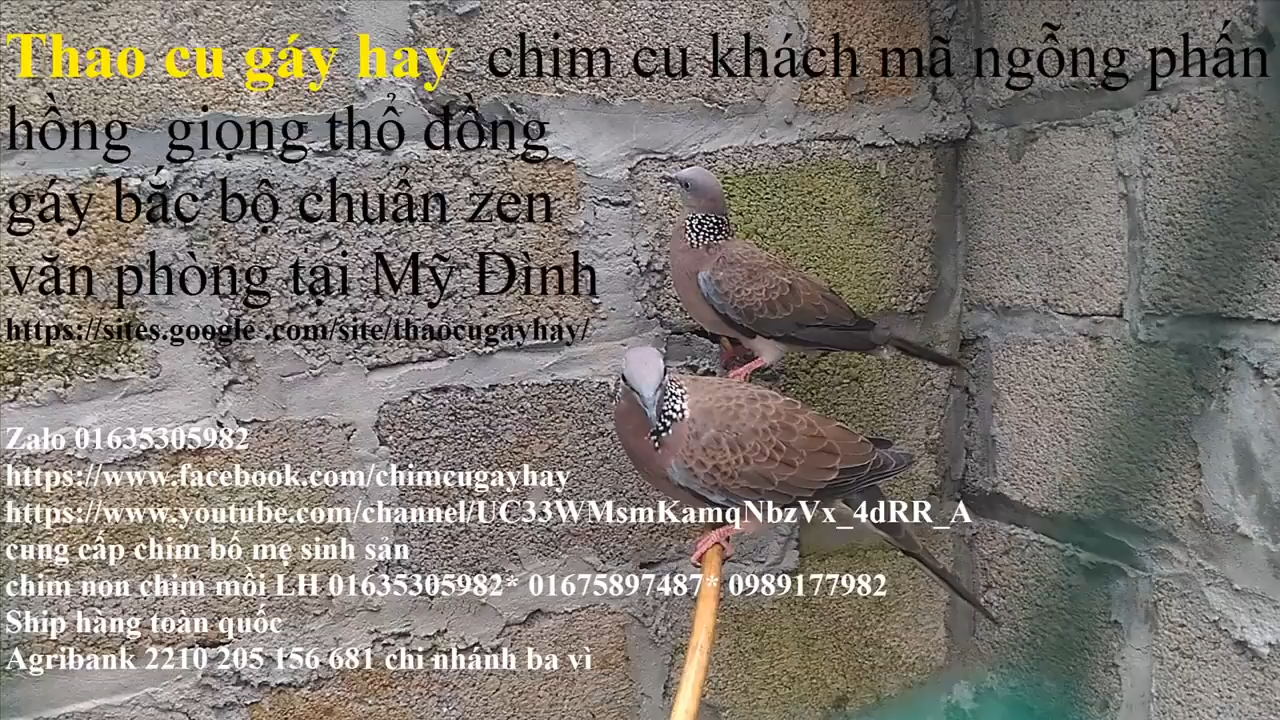 Thao cu gáy hay chim cu khách mã ngỗng phấn
hồng giọng thổ đồng
gáy bắc bộ chuẩn zen
văn phòng tại Mỹ Đình
https://sites.google .com/site/thaocugayhay/
Zalo 01635305982
https://www.facebook.com/chimcugayhay
https://www.youtube.com/channel/UC33WMsmKamqNbzVx_4dRR_A
cung cấp chim bố mẹ sinh sản
chim non chim mồi LH 01635305982* 01675897487* 0989177982
Ship hàng toàn quốc
Agribank 2210 205 156 681 chi nhánh ba vì